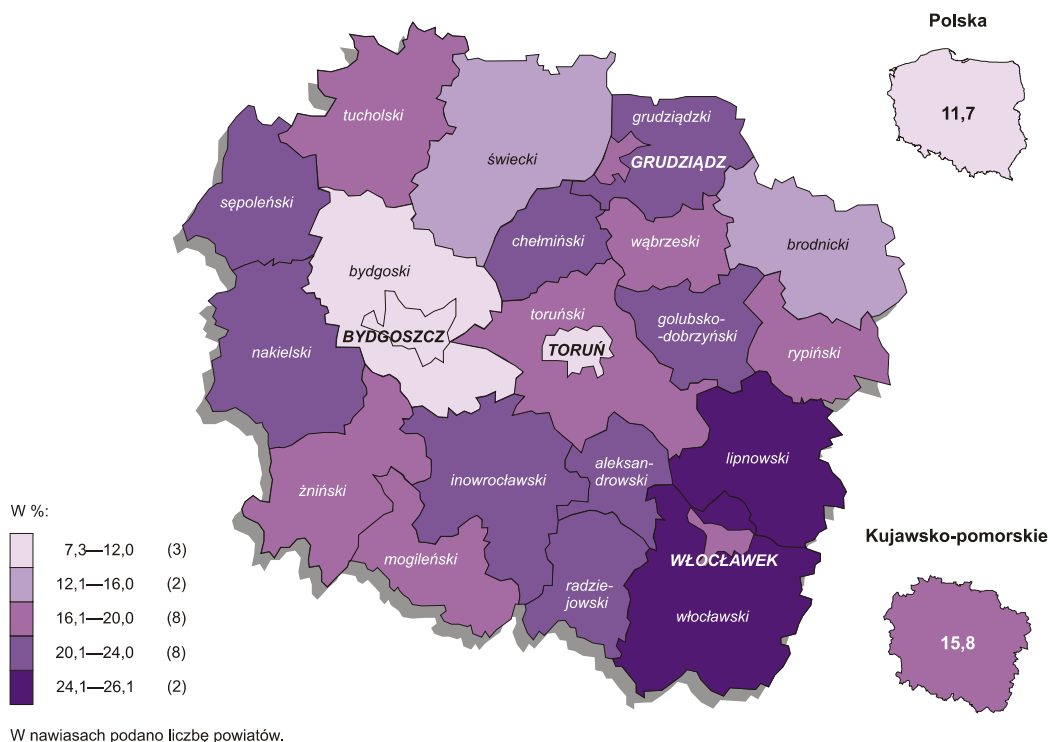 Polska
11,7
tucholski
grudziądzki
świecki
GRUDZIĄDZ
sępoleński
chełmiński
wąbrzeski
brodnicki
bydgoski
toruński
golubsko-
-dobrzyński
BYDGOSZCZ
TORUŃ
nakielski
rypiński
lipnowski
aleksan-
drowski
inowrocławski
żniński
mogileński
radzie-
jowski
WŁOCŁAWEK
włocławski
Kujawsko-pomorskie
15,8
W %:
7,3—12,0 (3)
12,1—16,0 (2)
16,1—20,0 (8)
20,1—24,0 (8)
24,1—26,1 (2)
W nawiasach podano liczbę powiatów.